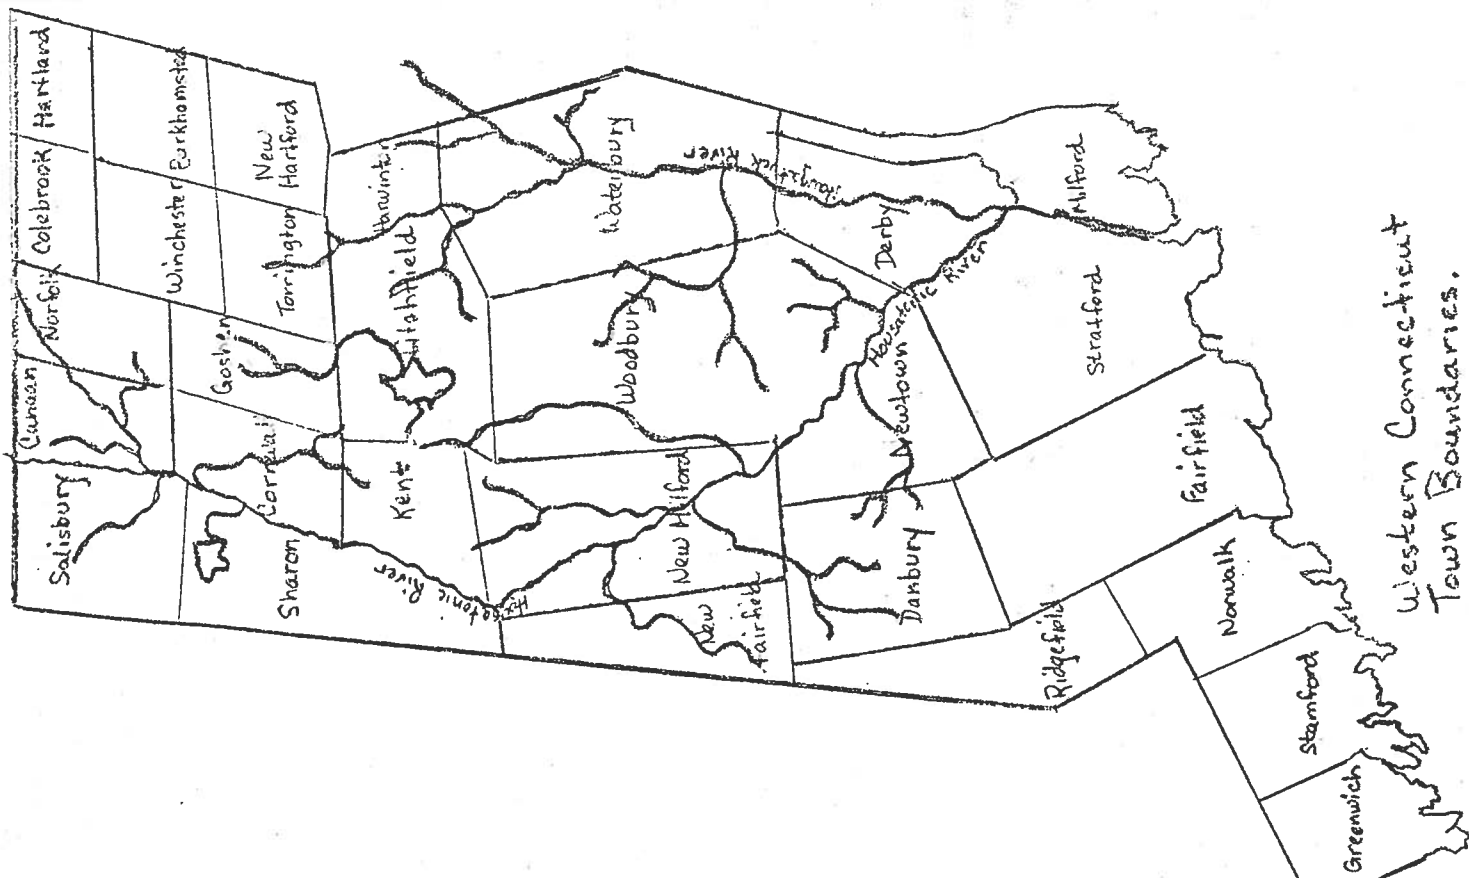 Hartland
Colebrook
Norfolk
Canaan
Salisbury
Barkhamsted
Winchester
New
Hartford
Torrington
Goshen
Cornwall
Sharon
Harwinton
Litchfield
Kent
Housatonic River
Waterbury
Woodbury
New Milford
New
Fairfield
Naugatuck River
Derby
Housatonic River
Newtown
Danbury
Milford
Stratford
Fairfield
Ridgefield
Norwalk
Stamford
Greenwich
Western Connecticut
Town Boundaries.